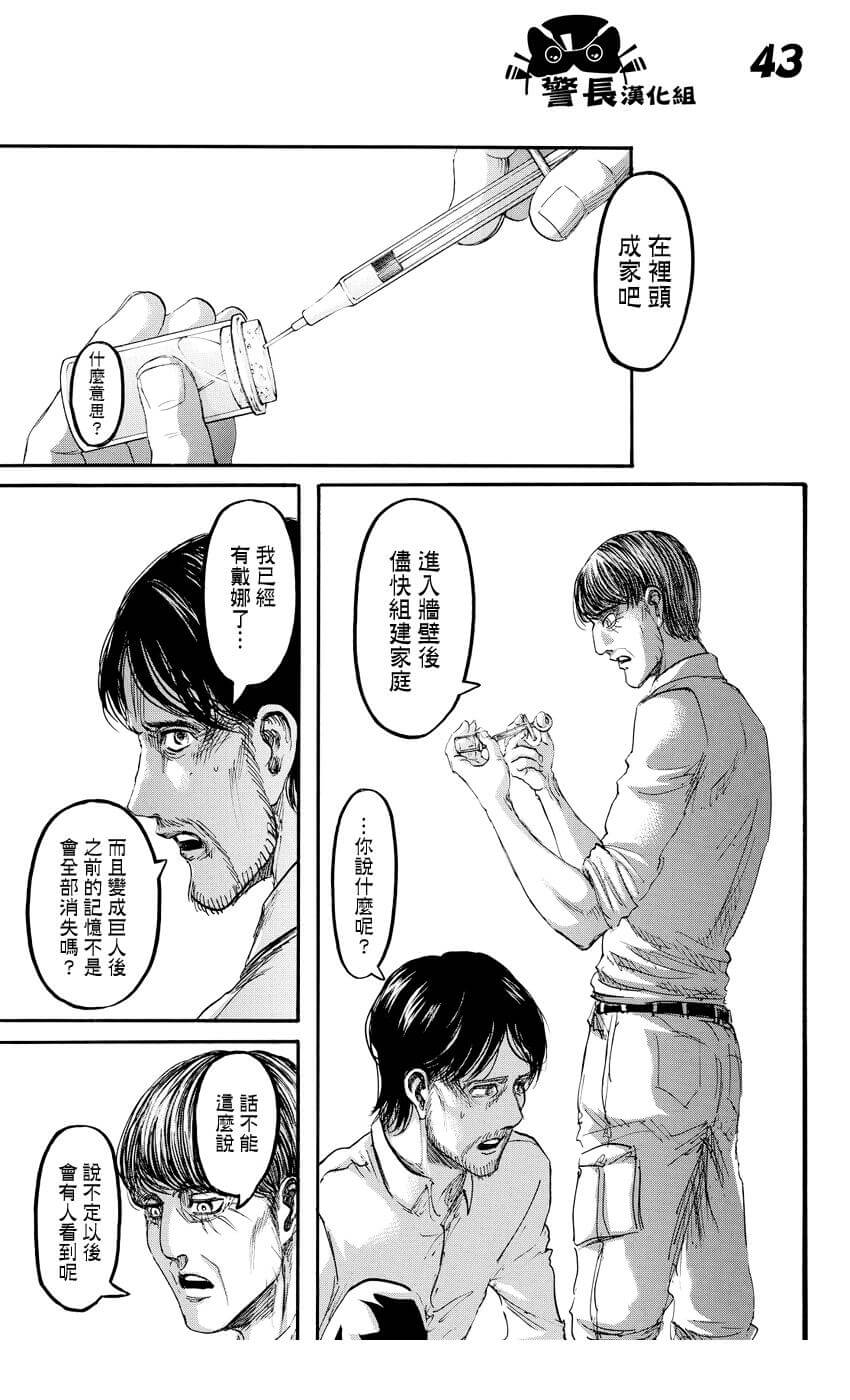 警長漢化組
43
在裡頭
成家吧
什麼意思?
進入牆壁後
儘快組建家庭
…你說什麼呢?
我已經
有戴娜了…
而且變成巨人後
之前的記憶不是
會全部消失嗎?
話不能
這麼說
說不定以後
會有人看到呢